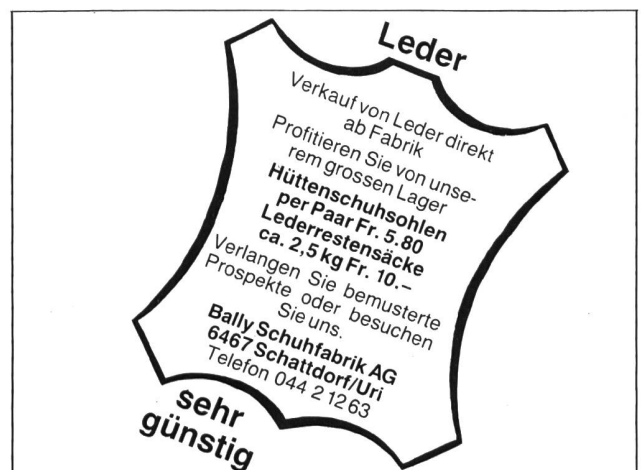 Leder
Verkauf von Leder direkt
ab Fabrik
Profitieren Sie von unse-
rem grossen Lager
Hüttenschuhsohlen
per Paar Fr. 5.80
Lederrestensäcke
ca. 2,5 kg Fr. 10.–
Verlangen Sie bemusterte
Prospekte oder besuchen
Sie uns.
Bally Schuhfabrik AG
6467 Schattdorf/Uri
Telefon 044 2 12 63
sehr
günstig